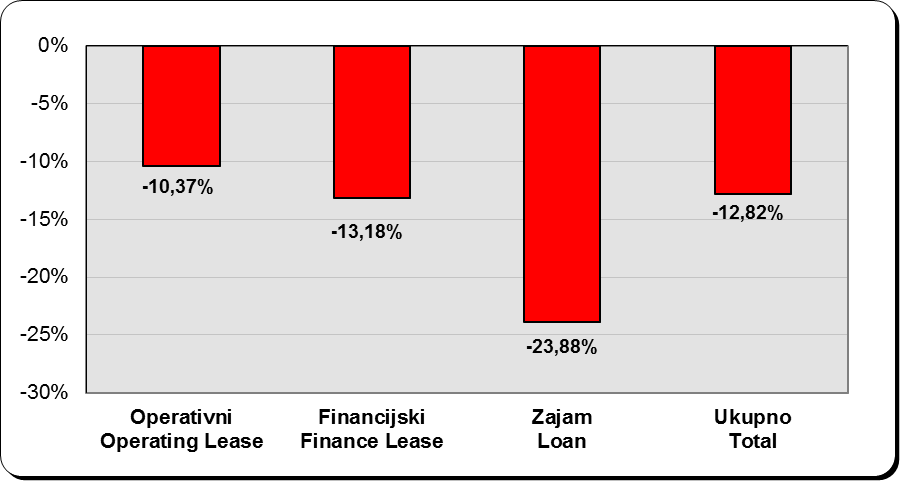 0%
-5%
-10%
-15%
-20%
-25%
-30%
-10,37%
-13,18%
-23,88%
-12,82%
Operativni
Operating Lease
Financijski
Finance Lease
Zajam
Loan
Ukupno
Total